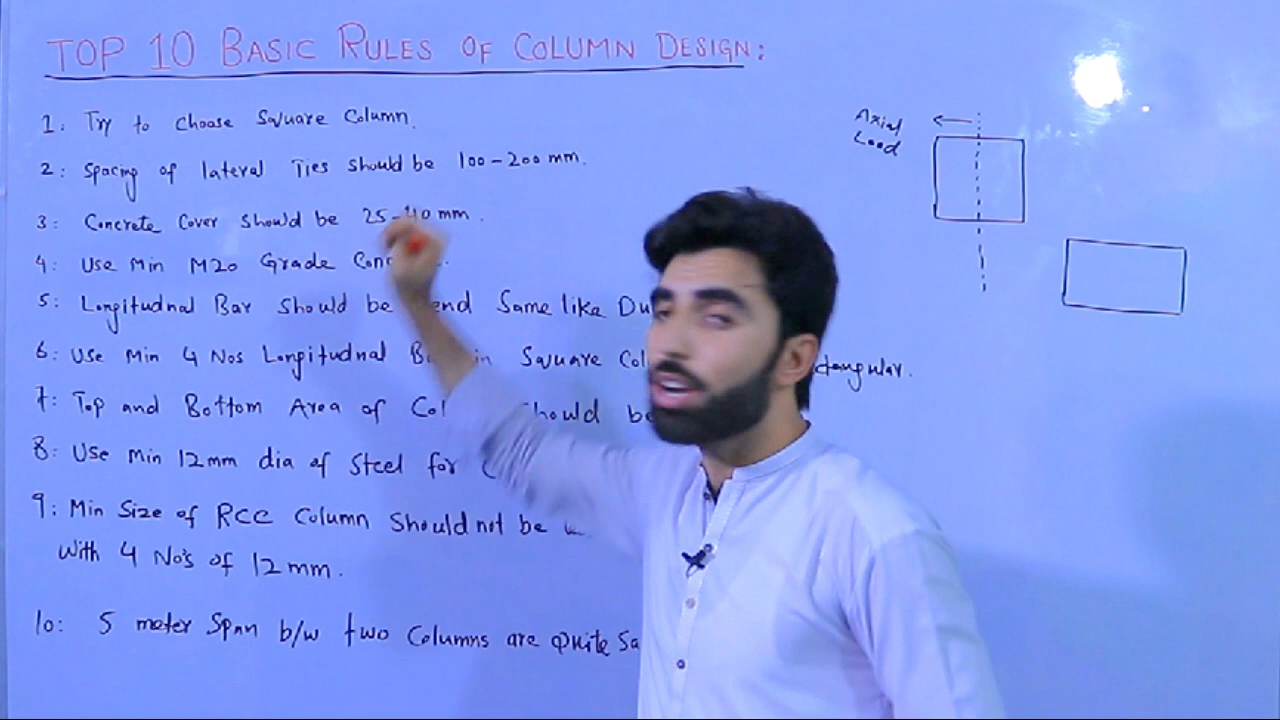 TOP 10 BASIC RULES OF COLUMN DESIGN:
1: Try to choose Square Column.
2: Spacing of lateral Ties should be 100-200 mm.
3: Concrete Cover should be 25-40 mm.
4: Use Min M20 Grade
5: Longitudnal Bar should be Same like
6: Use Min 4 Nos Longitudnal in Square
7: Top and Bottom Area of should
8: Use Min 12mm dia of Steel for
9: Min Size of RCC Column Should not be
With 4 No's of 12mm.
10: 5 meter Span b/w two Columns are quite
Axial
Load